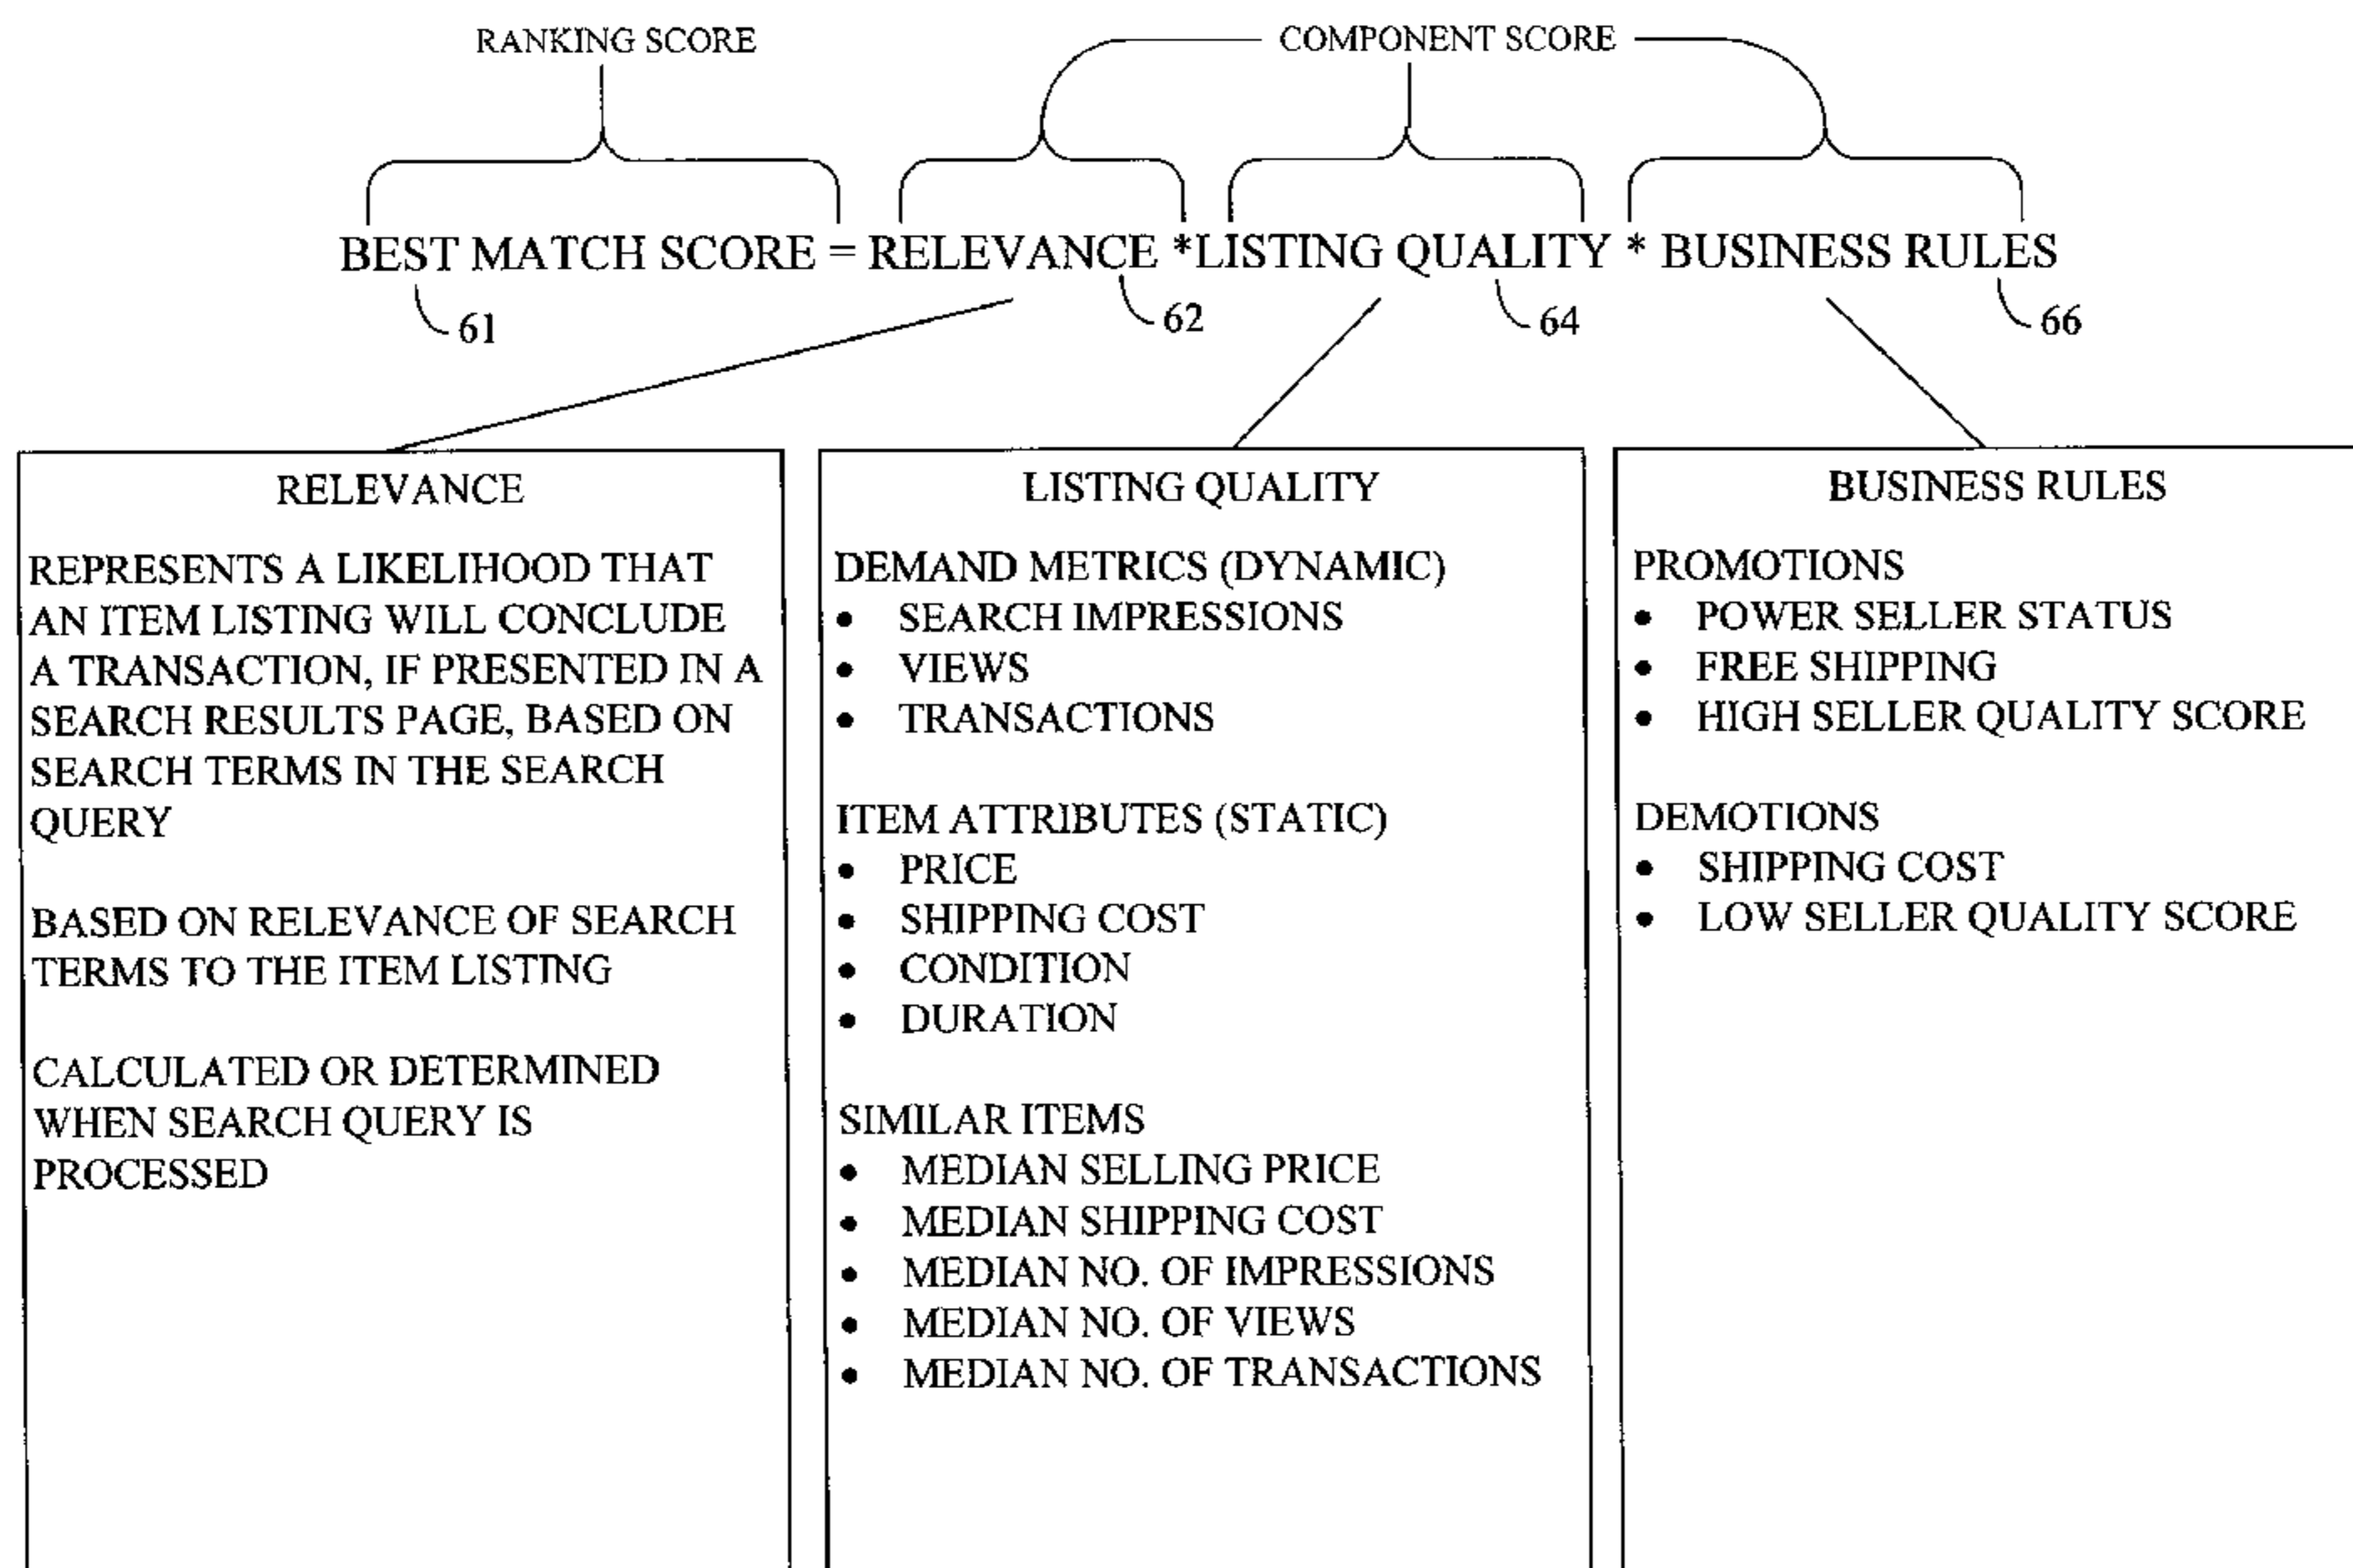 RANKING SCORE
COMPONENT SCORE
BEST MATCH SCORE = RELEVANCE *LISTING QUALITY * BUSINESS RULES
61
62
64
66
RELEVANCE
REPRESENTS A LIKELIHOOD THAT
AN ITEM LISTING WILL CONCLUDE
A TRANSACTION, IF PRESENTED IN A
SEARCH RESULTS PAGE, BASED ON
SEARCH TERMS IN THE SEARCH
QUERY
BASED ON RELEVANCE OF SEARCH
TERMS TO THE ITEM LISTING
CALCULATED OR DETERMINED
WHEN SEARCH QUERY IS
PROCESSED
LISTING QUALITY
DEMAND METRICS (DYNAMIC)
• SEARCH IMPRESSIONS
• VIEWS
• TRANSACTIONS
ITEM ATTRIBUTES (STATIC)
• PRICE
• SHIPPING COST
• CONDITION
• DURATION
SIMILAR ITEMS
• MEDIAN SELLING PRICE
• MEDIAN SHIPPING COST
• MEDIAN NO. OF IMPRESSIONS
• MEDIAN NO. OF VIEWS
• MEDIAN NO. OF TRANSACTIONS
BUSINESS RULES
PROMOTIONS
• POWER SELLER STATUS
• FREE SHIPPING
• HIGH SELLER QUALITY SCORE
DEMOTIONS
• SHIPPING COST
• LOW SELLER QUALITY SCORE